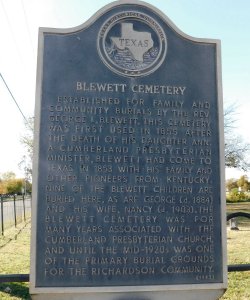 TEXAS
BLEWETT CEMETERY
ESTABLISHED FOR FAMILY AND
COMMUNITY BURIALS BY THE REV.
GEORGE L. BLEWETT, THIS CEMETERY
WAS FIRST USED IN 1855 AFTER
THE DEATH OF HIS DAUGHTER ANN.
A CUMBERLAND PRESBYTERIAN
MINISTER, BLEWETT HAD COME TO
TEXAS IN 1853 WITH HIS FAMILY AND
OTHER PIONEERS FROM KENTUCKY.
NINE OF THE BLEWETT CHILDREN ARE
BURIED HERE, AS ARE GEORGE (d. 1884)
AND HIS WIFE, NANCY (d. 1903). THE
BLEWETT CEMETERY WAS FOR
MANY YEARS ASSOCIATED WITH THE
CUMBERLAND PRESBYTERIAN CHURCH,
AND UNTIL THE MID-1920s WAS ONE
OF THE PRIMARY BURIAL GROUNDS
FOR THE RICHARDSON COMMUNITY.